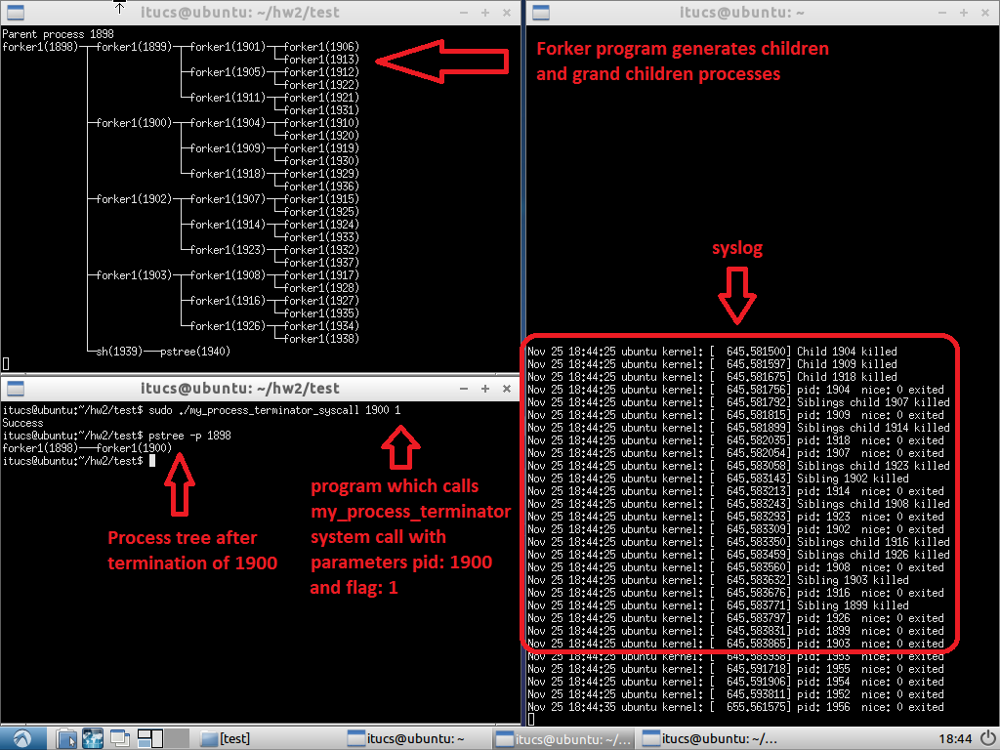 itucs@ubuntu: ~/hw2/test
Parent process 1898
forker1(1898)─┬─forker1(1899)─┬─forker1(1901)─┬─forker1(1906)
└─forker1(1913)
├─forker1(1905)─┬─forker1(1912)
└─forker1(1922)
└─forker1(1911)─┬─forker1(1921)
└─forker1(1931)
├─forker1(1900)─┬─forker1(1904)─┬─forker1(1910)
└─forker1(1920)
├─forker1(1909)─┬─forker1(1919)
└─forker1(1930)
└─forker1(1918)─┬─forker1(1929)
└─forker1(1936)
├─forker1(1902)─┬─forker1(1907)─┬─forker1(1915)
└─forker1(1925)
├─forker1(1914)─┬─forker1(1924)
└─forker1(1933)
└─forker1(1923)─┬─forker1(1932)
└─forker1(1937)
├─forker1(1903)─┬─forker1(1908)─┬─forker1(1917)
└─forker1(1928)
├─forker1(1916)─┬─forker1(1927)
└─forker1(1935)
└─forker1(1926)─┬─forker1(1934)
└─forker1(1938)
└─sh(1939)───pstree(1940)
itucs@ubuntu: ~/hw2/test
itucs@ubuntu:~/hw2/test$ sudo ./my_process_terminator_syscall 1900 1
Success
itucs@ubuntu:~/hw2/test$ pstree -p 1898
forker1(1898)───forker1(1900)
itucs@ubuntu:~/hw2/test$
Process tree after
termination of 1900
program which calls
my_process_terminator
system call with
parameters pid: 1900
and flag: 1
itucs@ubuntu: ~
Forker program generates children
and grand children processes
syslog
Nov 25 18:44:25 ubuntu kernel: [  645.581500] Child 1904 killed
Nov 25 18:44:25 ubuntu kernel: [  645.581597] Child 1909 killed
Nov 25 18:44:25 ubuntu kernel: [  645.581675] Child 1918 killed
Nov 25 18:44:25 ubuntu kernel: [  645.581756] pid: 1904  nice: 0 exited
Nov 25 18:44:25 ubuntu kernel: [  645.581792] Siblings child 1907 killed
Nov 25 18:44:25 ubuntu kernel: [  645.581815] pid: 1909  nice: 0 exited
Nov 25 18:44:25 ubuntu kernel: [  645.581899] Siblings child 1914 killed
Nov 25 18:44:25 ubuntu kernel: [  645.582035] pid: 1918  nice: 0 exited
Nov 25 18:44:25 ubuntu kernel: [  645.582054] pid: 1907  nice: 0 exited
Nov 25 18:44:25 ubuntu kernel: [  645.583058] Siblings child 1923 killed
Nov 25 18:44:25 ubuntu kernel: [  645.583143] Sibling 1902 killed
Nov 25 18:44:25 ubuntu kernel: [  645.583213] pid: 1914  nice: 0 exited
Nov 25 18:44:25 ubuntu kernel: [  645.583243] Siblings child 1908 killed
Nov 25 18:44:25 ubuntu kernel: [  645.583293] pid: 1923  nice: 0 exited
Nov 25 18:44:25 ubuntu kernel: [  645.583309] pid: 1902  nice: 0 exited
Nov 25 18:44:25 ubuntu kernel: [  645.583350] Siblings child 1916 killed
Nov 25 18:44:25 ubuntu kernel: [  645.583459] Siblings child 1926 killed
Nov 25 18:44:25 ubuntu kernel: [  645.583560] pid: 1908  nice: 0 exited
Nov 25 18:44:25 ubuntu kernel: [  645.583632] Sibling 1903 killed
Nov 25 18:44:25 ubuntu kernel: [  645.583676] pid: 1916  nice: 0 exited
Nov 25 18:44:25 ubuntu kernel: [  645.583771] Sibling 1899 killed
Nov 25 18:44:25 ubuntu kernel: [  645.583797] pid: 1926  nice: 0 exited
Nov 25 18:44:25 ubuntu kernel: [  645.583831] pid: 1899  nice: 0 exited
Nov 25 18:44:25 ubuntu kernel: [  645.583865] pid: 1903  nice: 0 exited
Nov 25 18:44:25 ubuntu kernel: [  645.583938] pid: 1953  nice: 0 exited
Nov 25 18:44:25 ubuntu kernel: [  645.591718] pid: 1955  nice: 0 exited
Nov 25 18:44:25 ubuntu kernel: [  645.591906] pid: 1954  nice: 0 exited
Nov 25 18:44:25 ubuntu kernel: [  645.593811] pid: 1952  nice: 0 exited
Nov 25 18:44:35 ubuntu kernel: [  655.561575] pid: 1956  nice: 0 exited
[test]
itucs@ubuntu: ~
itucs@ubuntu: ~/...
itucs@ubuntu: ~/...
18:44